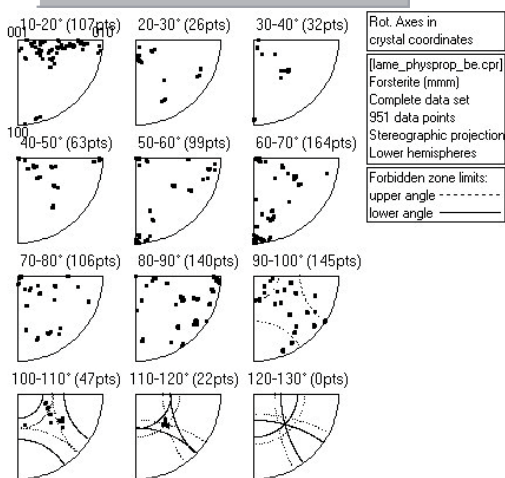 10-20° (107pts) 20-30° (26pts) 30-40° (32pts)
001 010
100
40-50° (63pts) 50-60° (99pts) 60-70° (164pts)
70-80° (106pts) 80-90° (140pts) 90-100° (145pts)
100-110° (47pts) 110-120° (22pts) 120-130° (0pts)
Rot. Axes in
crystal coordinates
[lame_physprop_be.cpr]
Forsterite (mmm)
Complete data set
951 data points
Stereographic projection
Lower hemispheres
Forbidden zone limits:
upper angle
lower angle